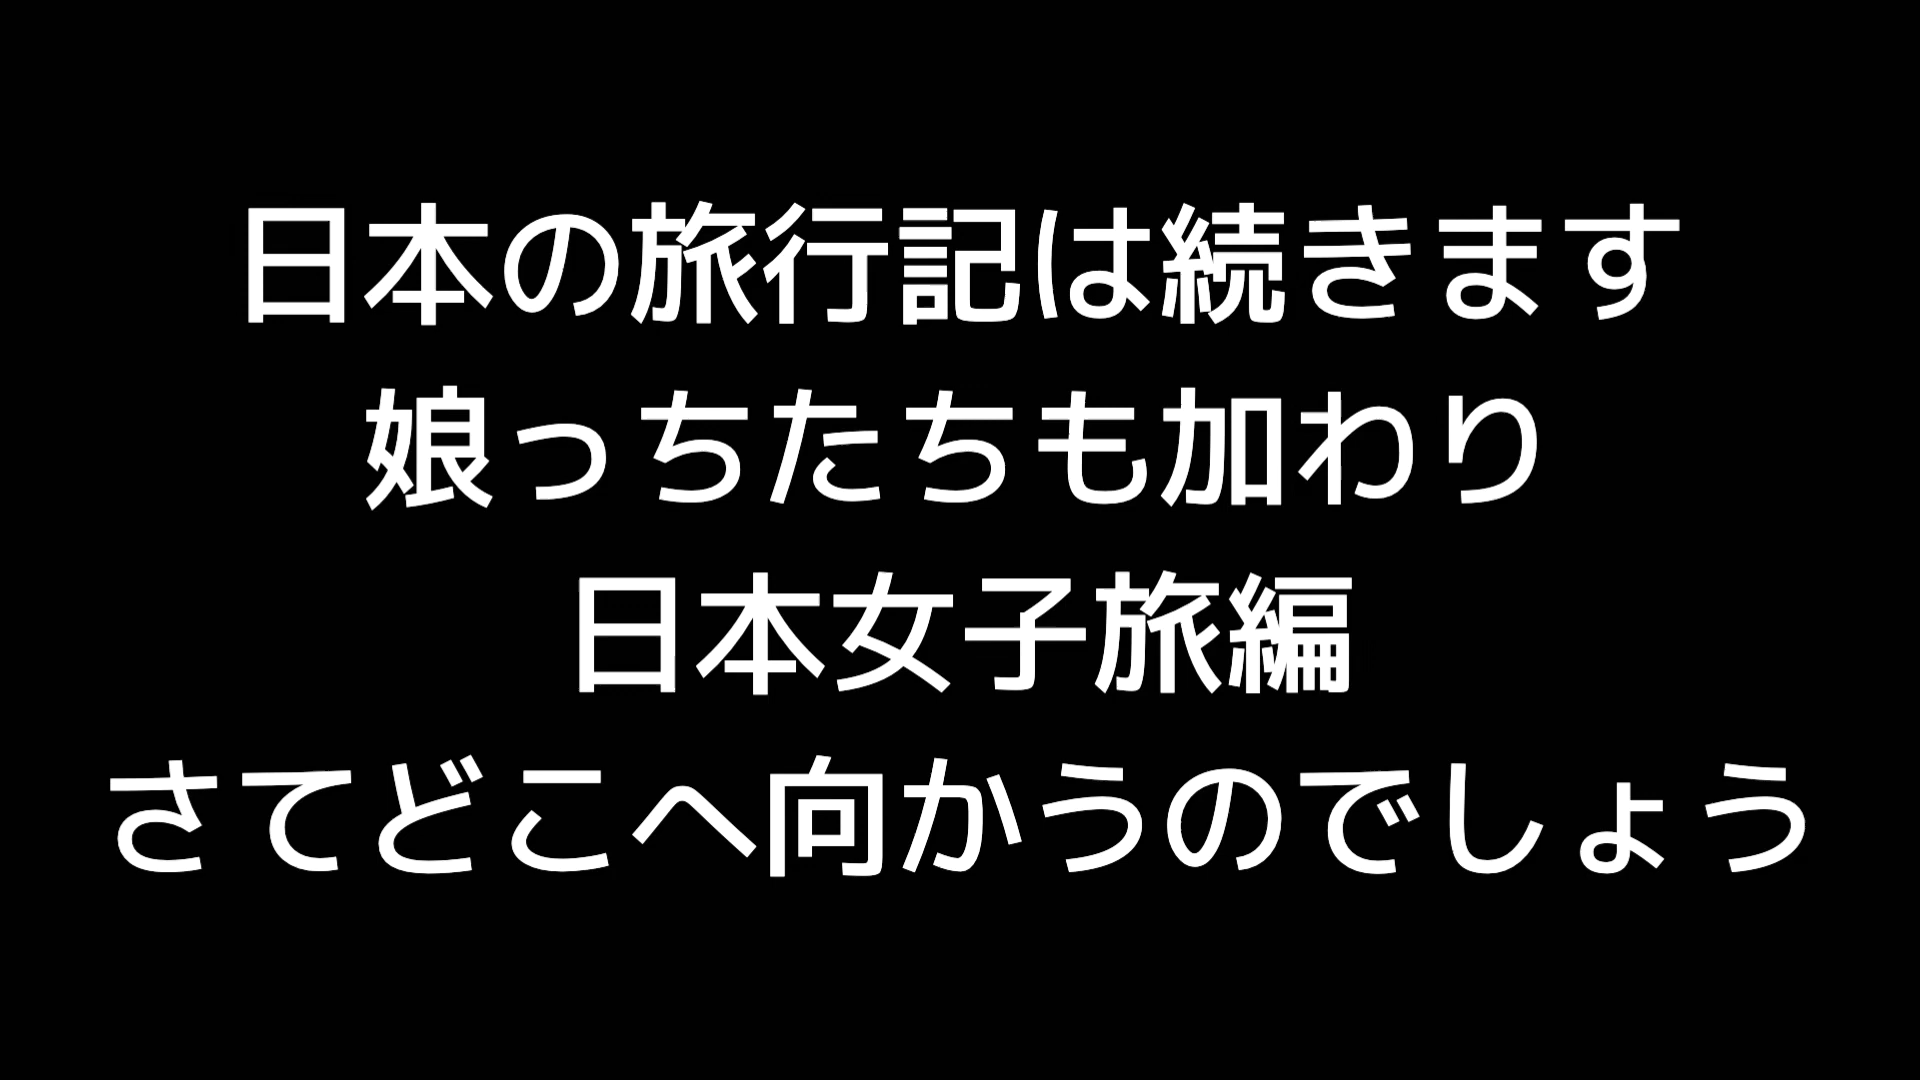 日本の旅行記は続きます
娘っちたちも加わり
日本女子旅編
さてどこへ向かうのでしょう